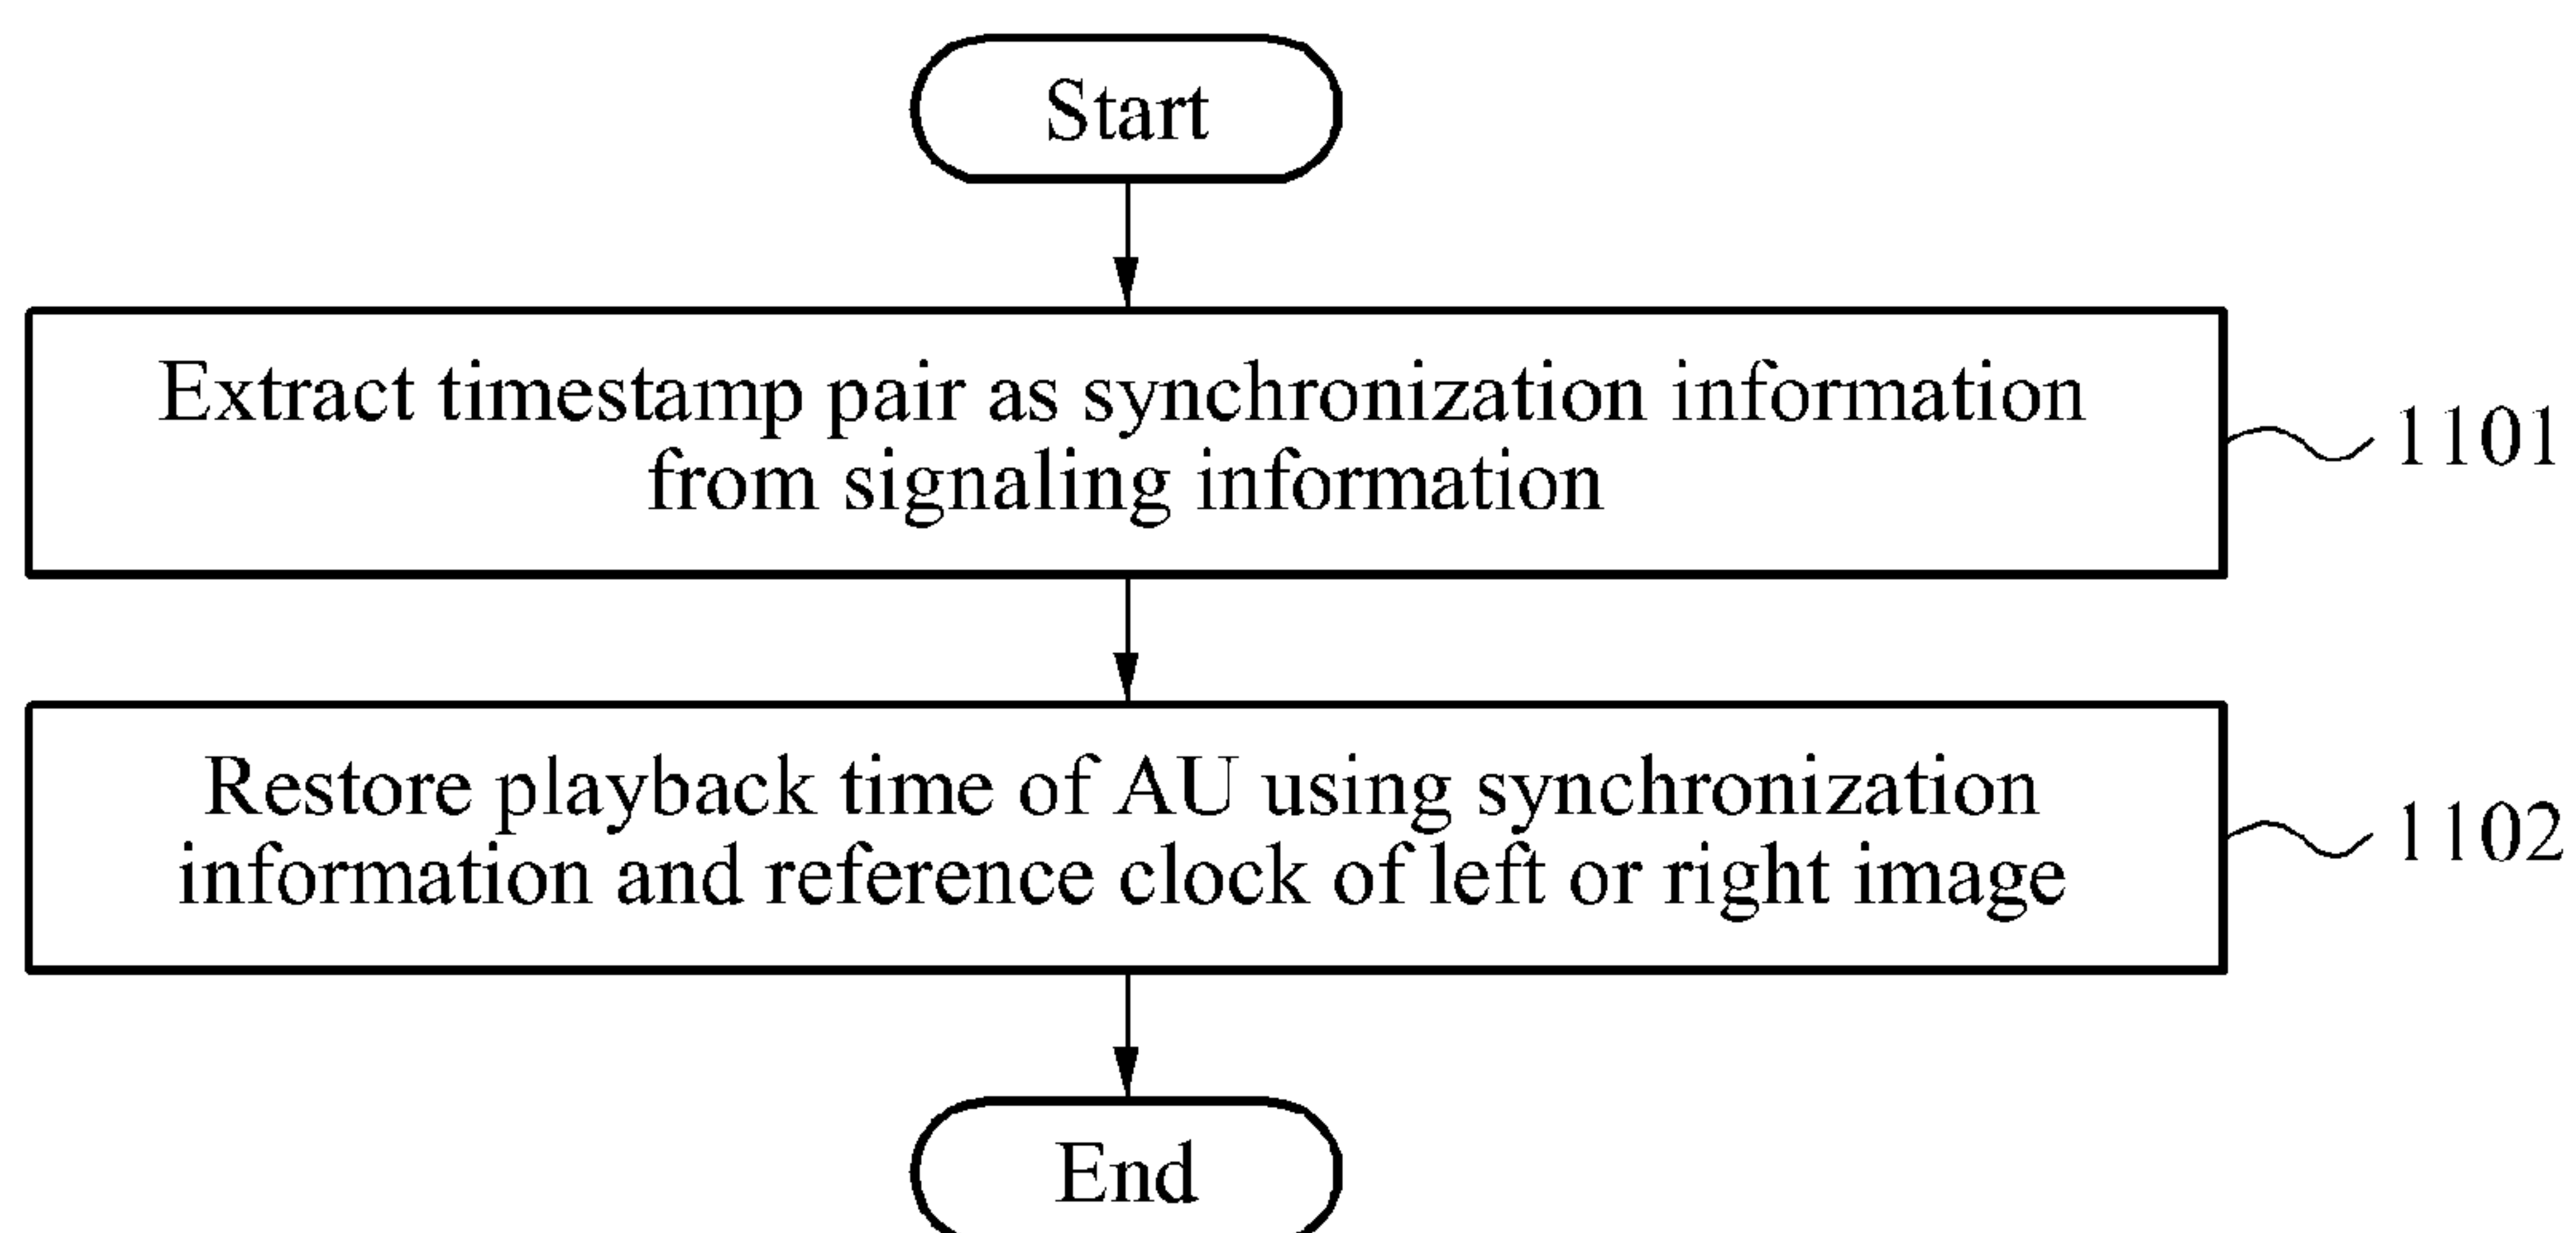 Start
Extract timestamp pair as synchronization information
from signaling information
1101
Restore playback time of AU using synchronization
information and reference clock of left or right image
1102
End